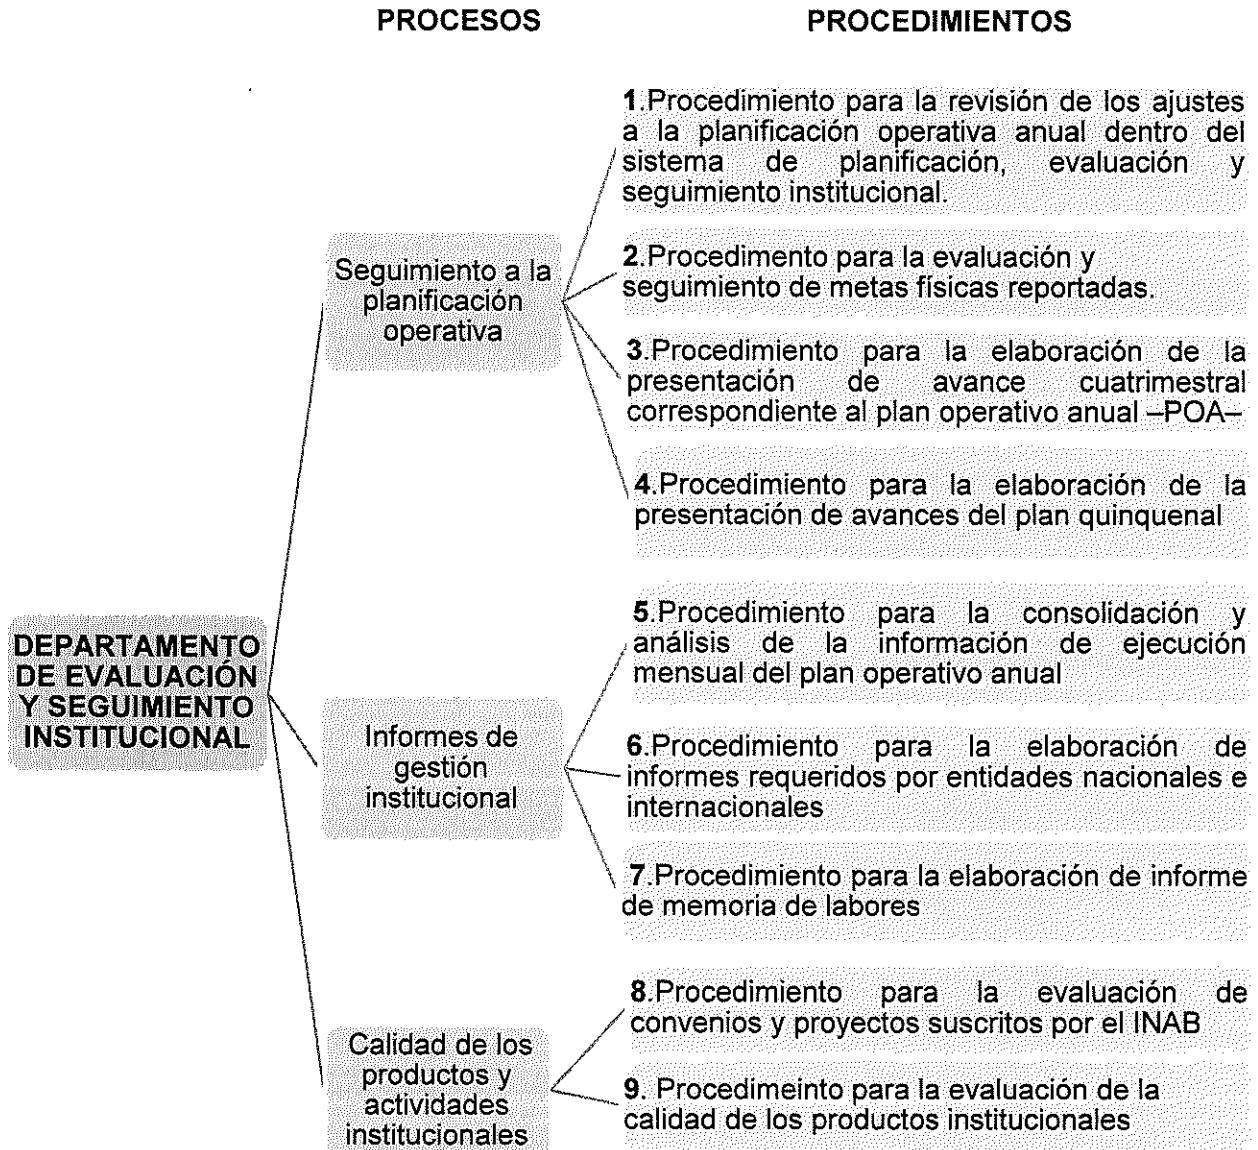 PROCESOS
PROCEDIMIENTOS
1.Procedimiento para la revisión de los ajustes
a la planificación operativa anual dentro del
sistema de planificación, evaluación y
seguimiento institucional.
Seguimiento a la
planificación
operativa
2.Procedimento para la evaluación y
seguimiento de metas físicas reportadas.
3.Procedimiento para la elaboración de la
presentación de avance cuatrimestral
correspondiente al plan operativo anual –POA–
4.Procedimiento para la elaboración de la
presentación de avances del plan quinquenal
DEPARTAMENTO
DE EVALUACIÓN
Y SEGUIMIENTO
INSTITUCIONAL
5.Procedimiento para la consolidación y
análisis de la información de ejecución
mensual del plan operativo anual
Informes de
gestión
institucional
6.Procedimiento para la elaboración de
informes requeridos por entidades nacionales e
internacionales
7.Procedimiento para la elaboración de informe
de memoria de labores
8.Procedimiento para la evaluación de
convenios y proyectos suscritos por el INAB
Calidad de los
productos y
actividades
institucionales
9. Procedimeinto para la evaluación de la
calidad de los productos institucionales